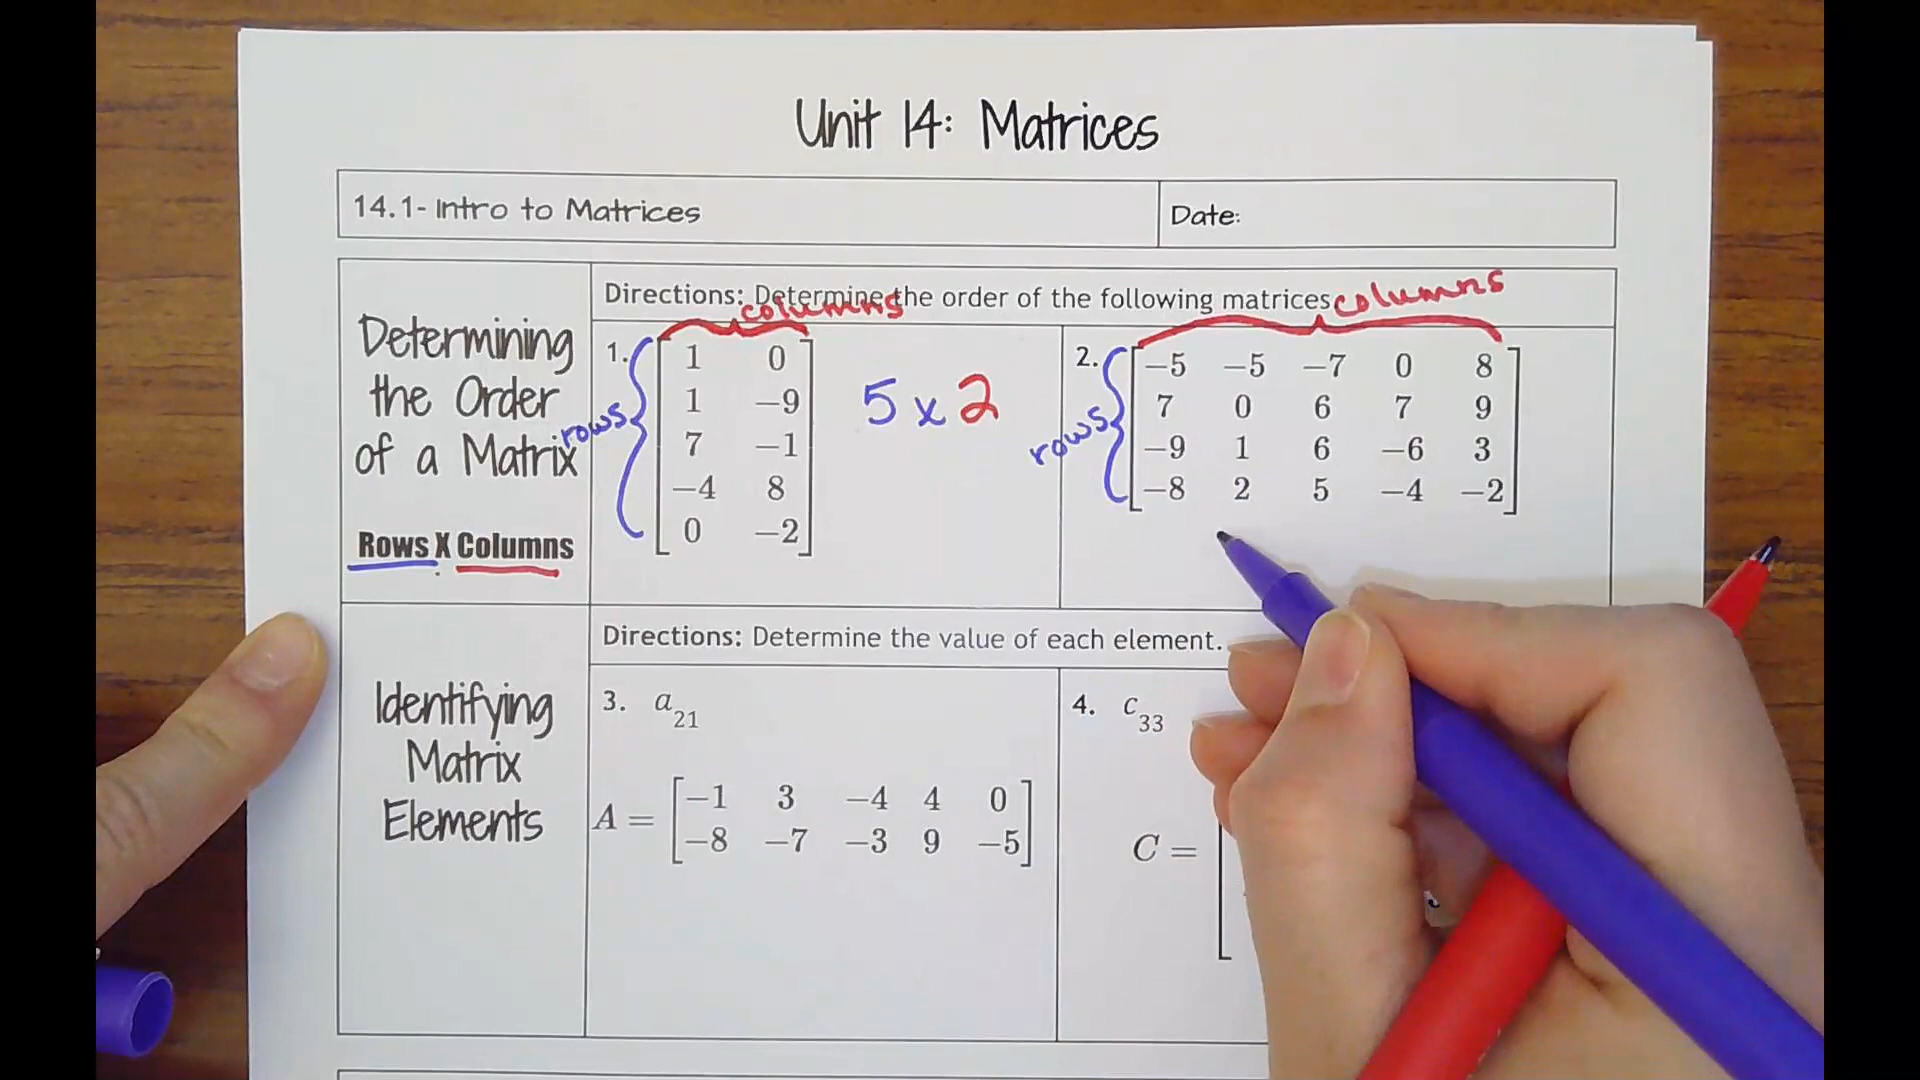 Unit 14: Matrices
14.1- Intro to Matrices
Date:
Determining
the Order
of a Matrix
Rows X Columns
Directions: Determine the order of the following matrices
columns
columns
1.
rows
1 0
1 −9
7 −1
−4 8
0 −2
5 x 2
2.
rows
−5 −5 −7 0 8
7 0 6 7 9
−9 1 6 −6 3
−8 2 5 −4 −2
Identifying
Matrix
Elements
Directions: Determine the value of each element.
3. a21
A = −1 3 −4 4 0
−8 −7 −3 9 −5
4. c33
C =